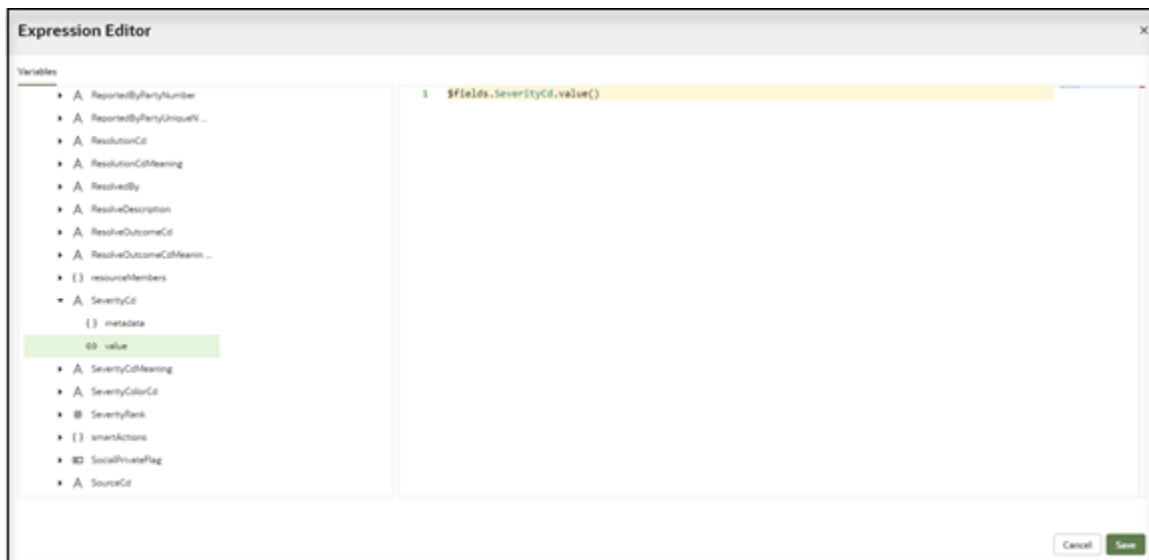 Expression Editor
×
Variables
A ReportedByPartyNumber
A ReportedByPartyUniqueN ...
A ResolutionCd
A ResolutionCdMeaning
A ResolvedBy
A ResolveDescription
A ResolveOutcomeCd
A ResolveOutcomeCdMeanin ...
{ } resourceMembers
A SeverityCd
{ } metadata
value
A SeverityCdMeaning
A SeverityColorCd
# SeverityRank
{ } smartActions
SocialPrivateFlag
A SourceCd
1 $fields.SeverityCd.value()
Cancel
Save